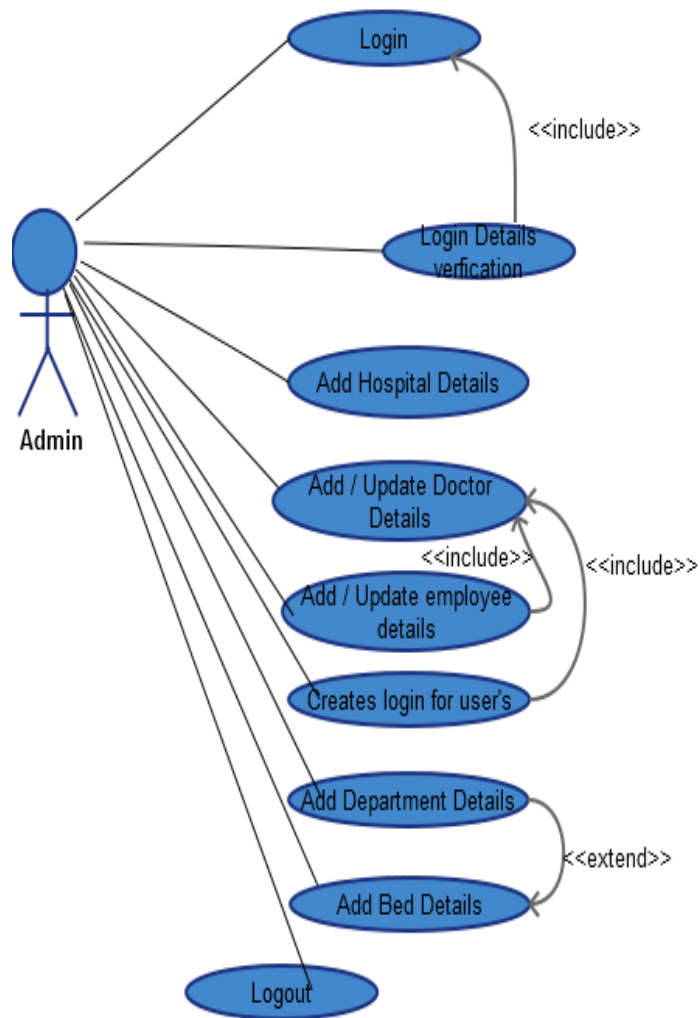 Login
<<include>>
Login Details
verfication
Add Hospital Details
Admin
Add / Update Doctor
Details
<<include>>
<<include>>
Add / Update employee
details
Creates login for user's
Add Department Details
<<extend>>
Add Bed Details
Logout